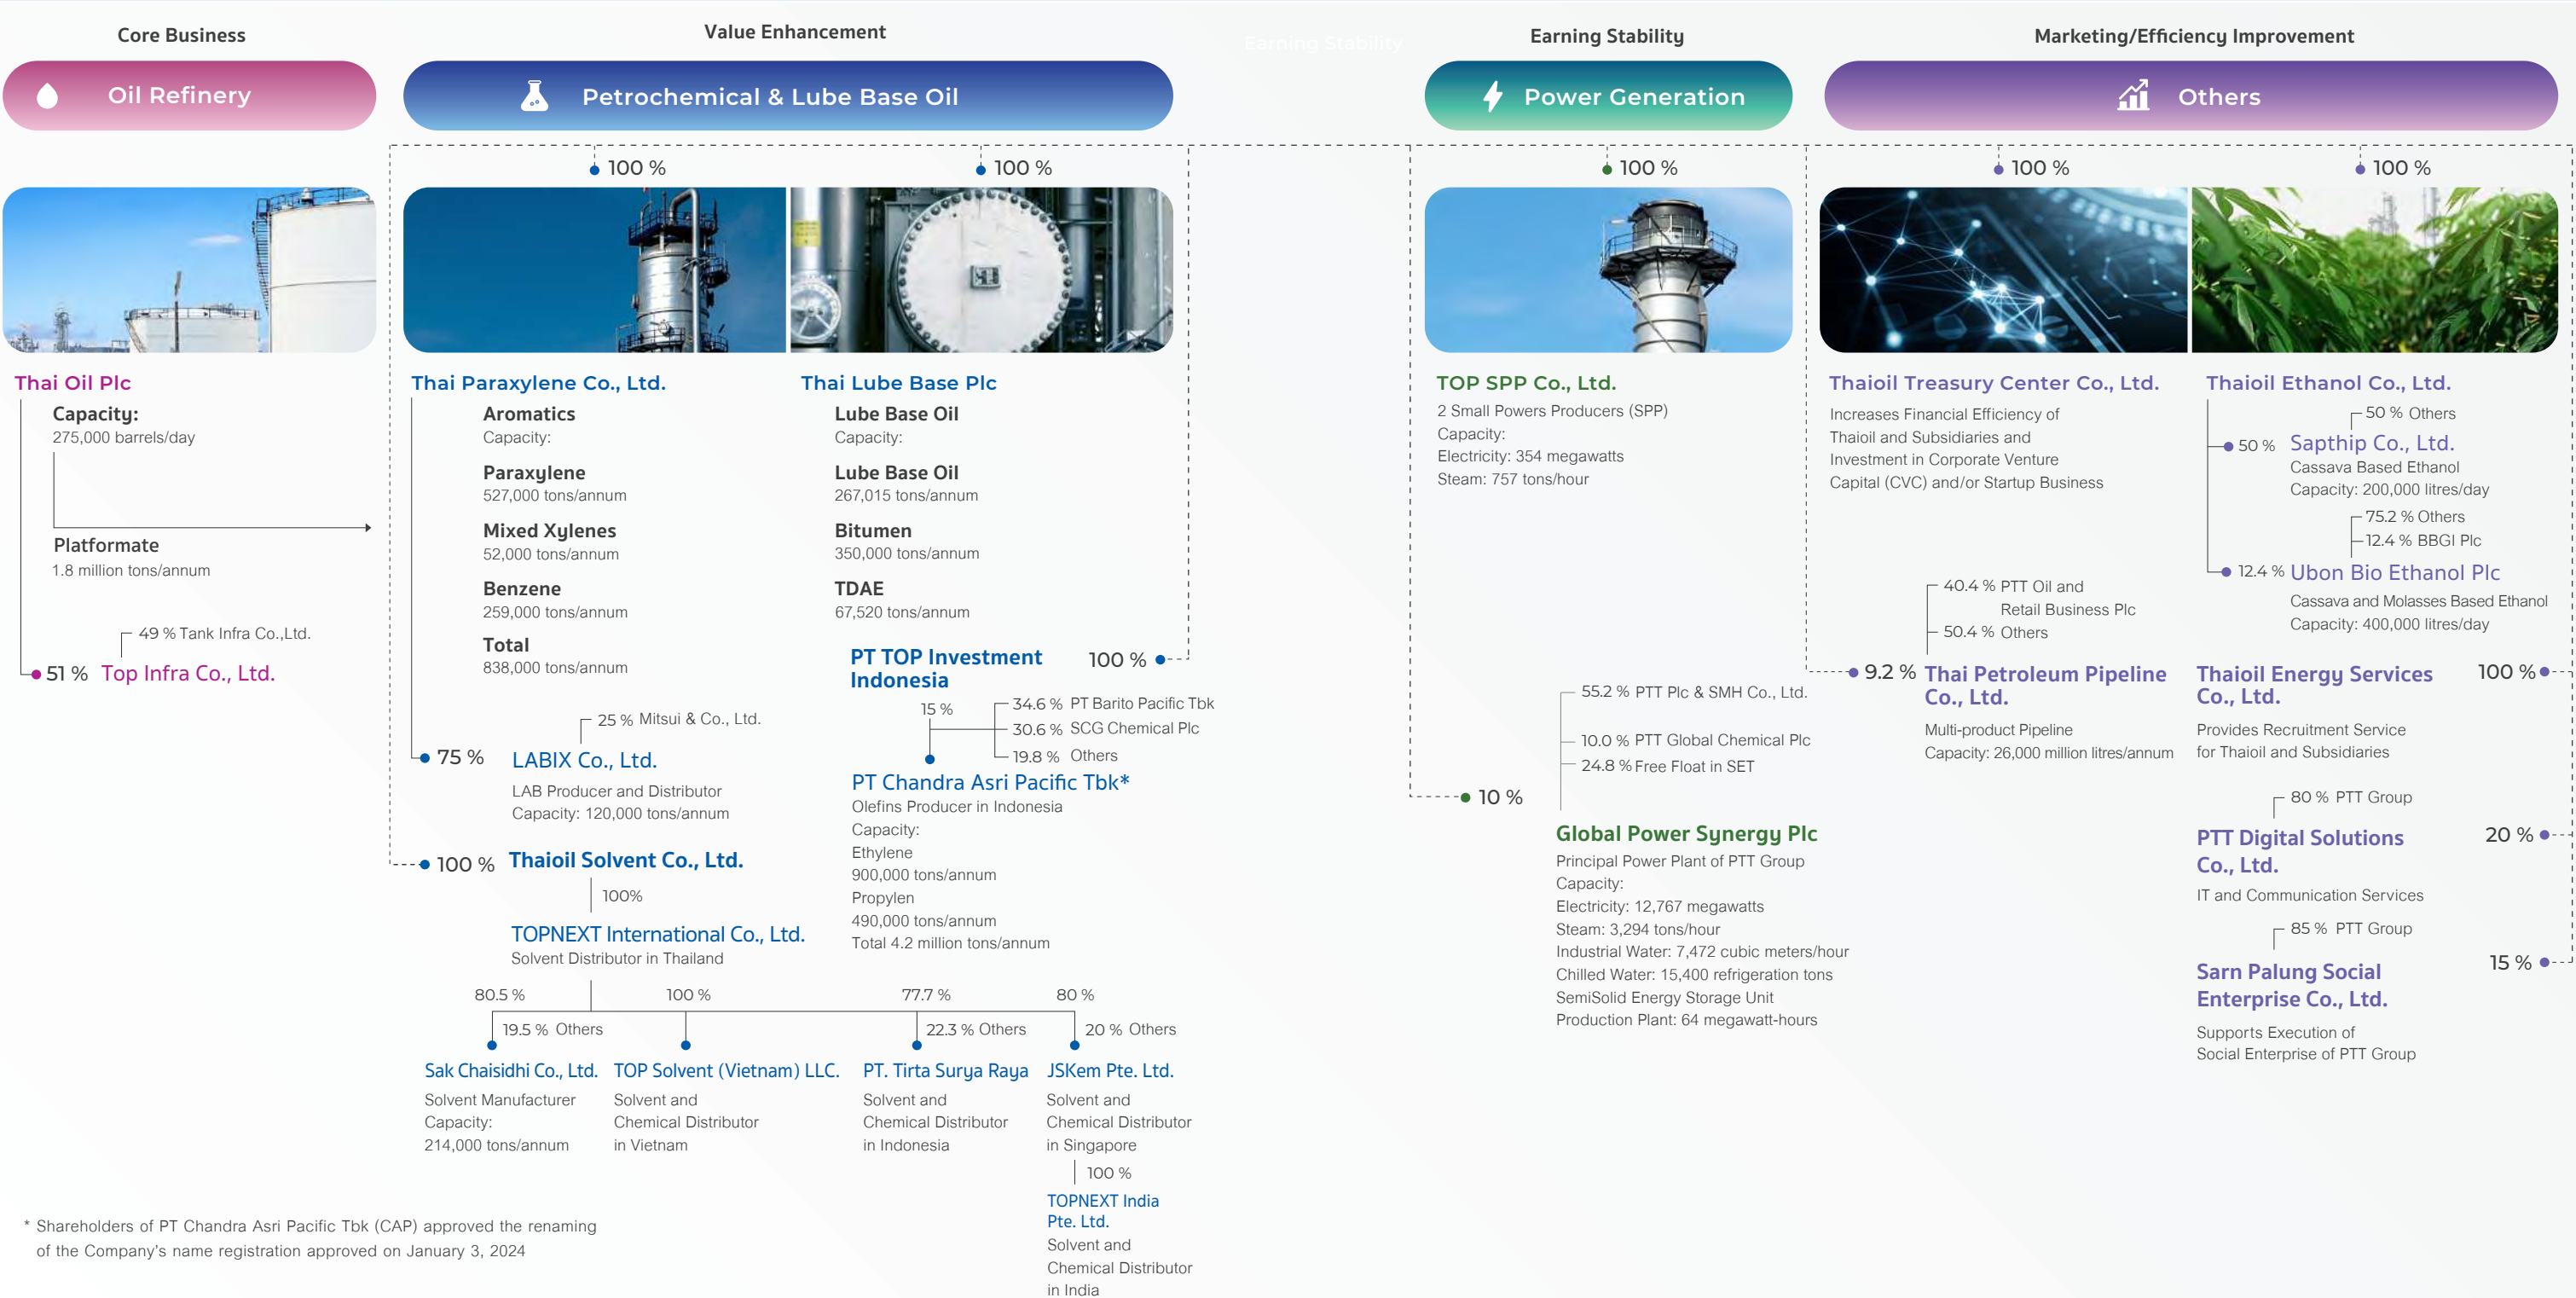 Core Business
Value Enhancement
Earning Stability
Earning Stability
Marketing/Efficiency Improvement
Oil Refinery
Petrochemical & Lube Base Oil
Power Generation
Others
100 %
100 %
100 %
100 %
100 %
Thai Oil Plc
Capacity:
275,000 barrels/day
Platformate
1.8 million tons/annum
49 % Tank Infra Co.,Ltd.
51 % Top Infra Co., Ltd.
Thai Paraxylene Co., Ltd.
Aromatics
Capacity:
Paraxylene
527,000 tons/annum
Mixed Xylenes
52,000 tons/annum
Benzene
259,000 tons/annum
Total
838,000 tons/annum
25 % Mitsui & Co., Ltd.
75 % LABIX Co., Ltd.
LAB Producer and Distributor
Capacity: 120,000 tons/annum
100 % Thaioil Solvent Co., Ltd.
100%
TOPNEXT International Co., Ltd.
Solvent Distributor in Thailand
Thai Lube Base Plc
Lube Base Oil
Capacity:
Lube Base Oil
267,015 tons/annum
Bitumen
350,000 tons/annum
TDAE
67,520 tons/annum
PT TOP Investment
Indonesia
100 %
15 %
34.6 % PT Barito Pacific Tbk
30.6 % SCG Chemical Plc
19.8 % Others
PT Chandra Asri Pacific Tbk*
Olefins Producer in Indonesia
Capacity:
Ethylene
900,000 tons/annum
Propylen
490,000 tons/annum
Total 4.2 million tons/annum
80.5 %
100 %
77.7 %
80 %
19.5 % Others
22.3 % Others
20 % Others
Sak Chaisidhi Co., Ltd.
Solvent Manufacturer
Capacity:
214,000 tons/annum
TOP Solvent (Vietnam) LLC.
Solvent and
Chemical Distributor
in Vietnam
PT. Tirta Surya Raya
Solvent and
Chemical Distributor
in Indonesia
JSKem Pte. Ltd.
Solvent and
Chemical Distributor
in Singapore
100 %
TOPNEXT India
Pte. Ltd.
Solvent and
Chemical Distributor
in India
TOP SPP Co., Ltd.
2 Small Powers Producers (SPP)
Capacity:
Electricity: 354 megawatts
Steam: 757 tons/hour
55.2 % PTT Plc & SMH Co., Ltd.
10.0 % PTT Global Chemical Plc
24.8 % Free Float in SET
10 %
Global Power Synergy Plc
Principal Power Plant of PTT Group
Capacity:
Electricity: 12,767 megawatts
Steam: 3,294 tons/hour
Industrial Water: 7,472 cubic meters/hour
Chilled Water: 15,400 refrigeration tons
SemiSolid Energy Storage Unit
Production Plant: 64 megawatt-hours
Thaioil Treasury Center Co., Ltd.
Increases Financial Efficiency of
Thaioil and Subsidiaries and
Investment in Corporate Venture
Capital (CVC) and/or Startup Business
40.4 % PTT Oil and
Retail Business Plc
50.4 % Others
9.2 % Thai Petroleum Pipeline
Co., Ltd.
Multi-product Pipeline
Capacity: 26,000 million litres/annum
Thaioil Ethanol Co., Ltd.
50 % Others
50 % Sapthip Co., Ltd.
Cassava Based Ethanol
Capacity: 200,000 litres/day
75.2 % Others
12.4 % BBGI Plc
12.4 % Ubon Bio Ethanol Plc
Cassava and Molasses Based Ethanol
Capacity: 400,000 litres/day
Thaioil Energy Services
Co., Ltd.
100 %
Provides Recruitment Service
for Thaioil and Subsidiaries
80 % PTT Group
PTT Digital Solutions
Co., Ltd.
20 %
IT and Communication Services
85 % PTT Group
Sarn Palung Social
Enterprise Co., Ltd.
15 %
Supports Execution of
Social Enterprise of PTT Group
* Shareholders of PT Chandra Asri Pacific Tbk (CAP) approved the renaming
of the Company's name registration approved on January 3, 2024